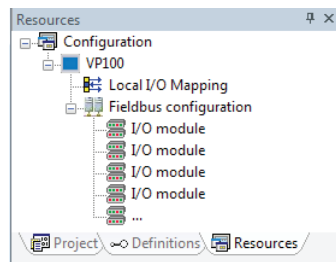 Resources
Configuration
VP100
Local I/O Mapping
Fieldbus configuration
I/O module
I/O module
I/O module
I/O module
...
Project Definitions Resources